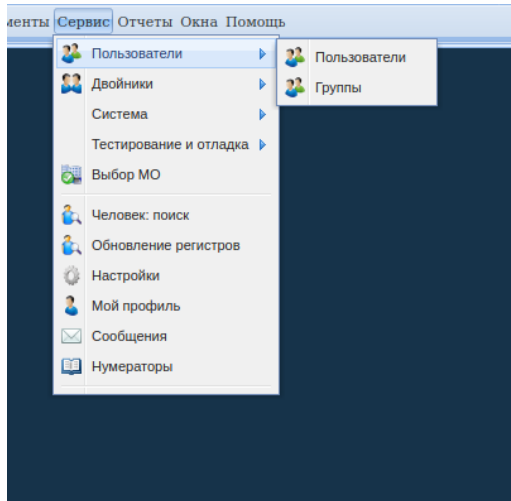 менты Сервис Отчеты Окна Помощь
Пользователи
Пользователи
Двойники
Группы
Система
Тестирование и отладка
Выбор МО
Человек: поиск
Обновление регистров
Настройки
Мой профиль
Сообщения
Нумераторы